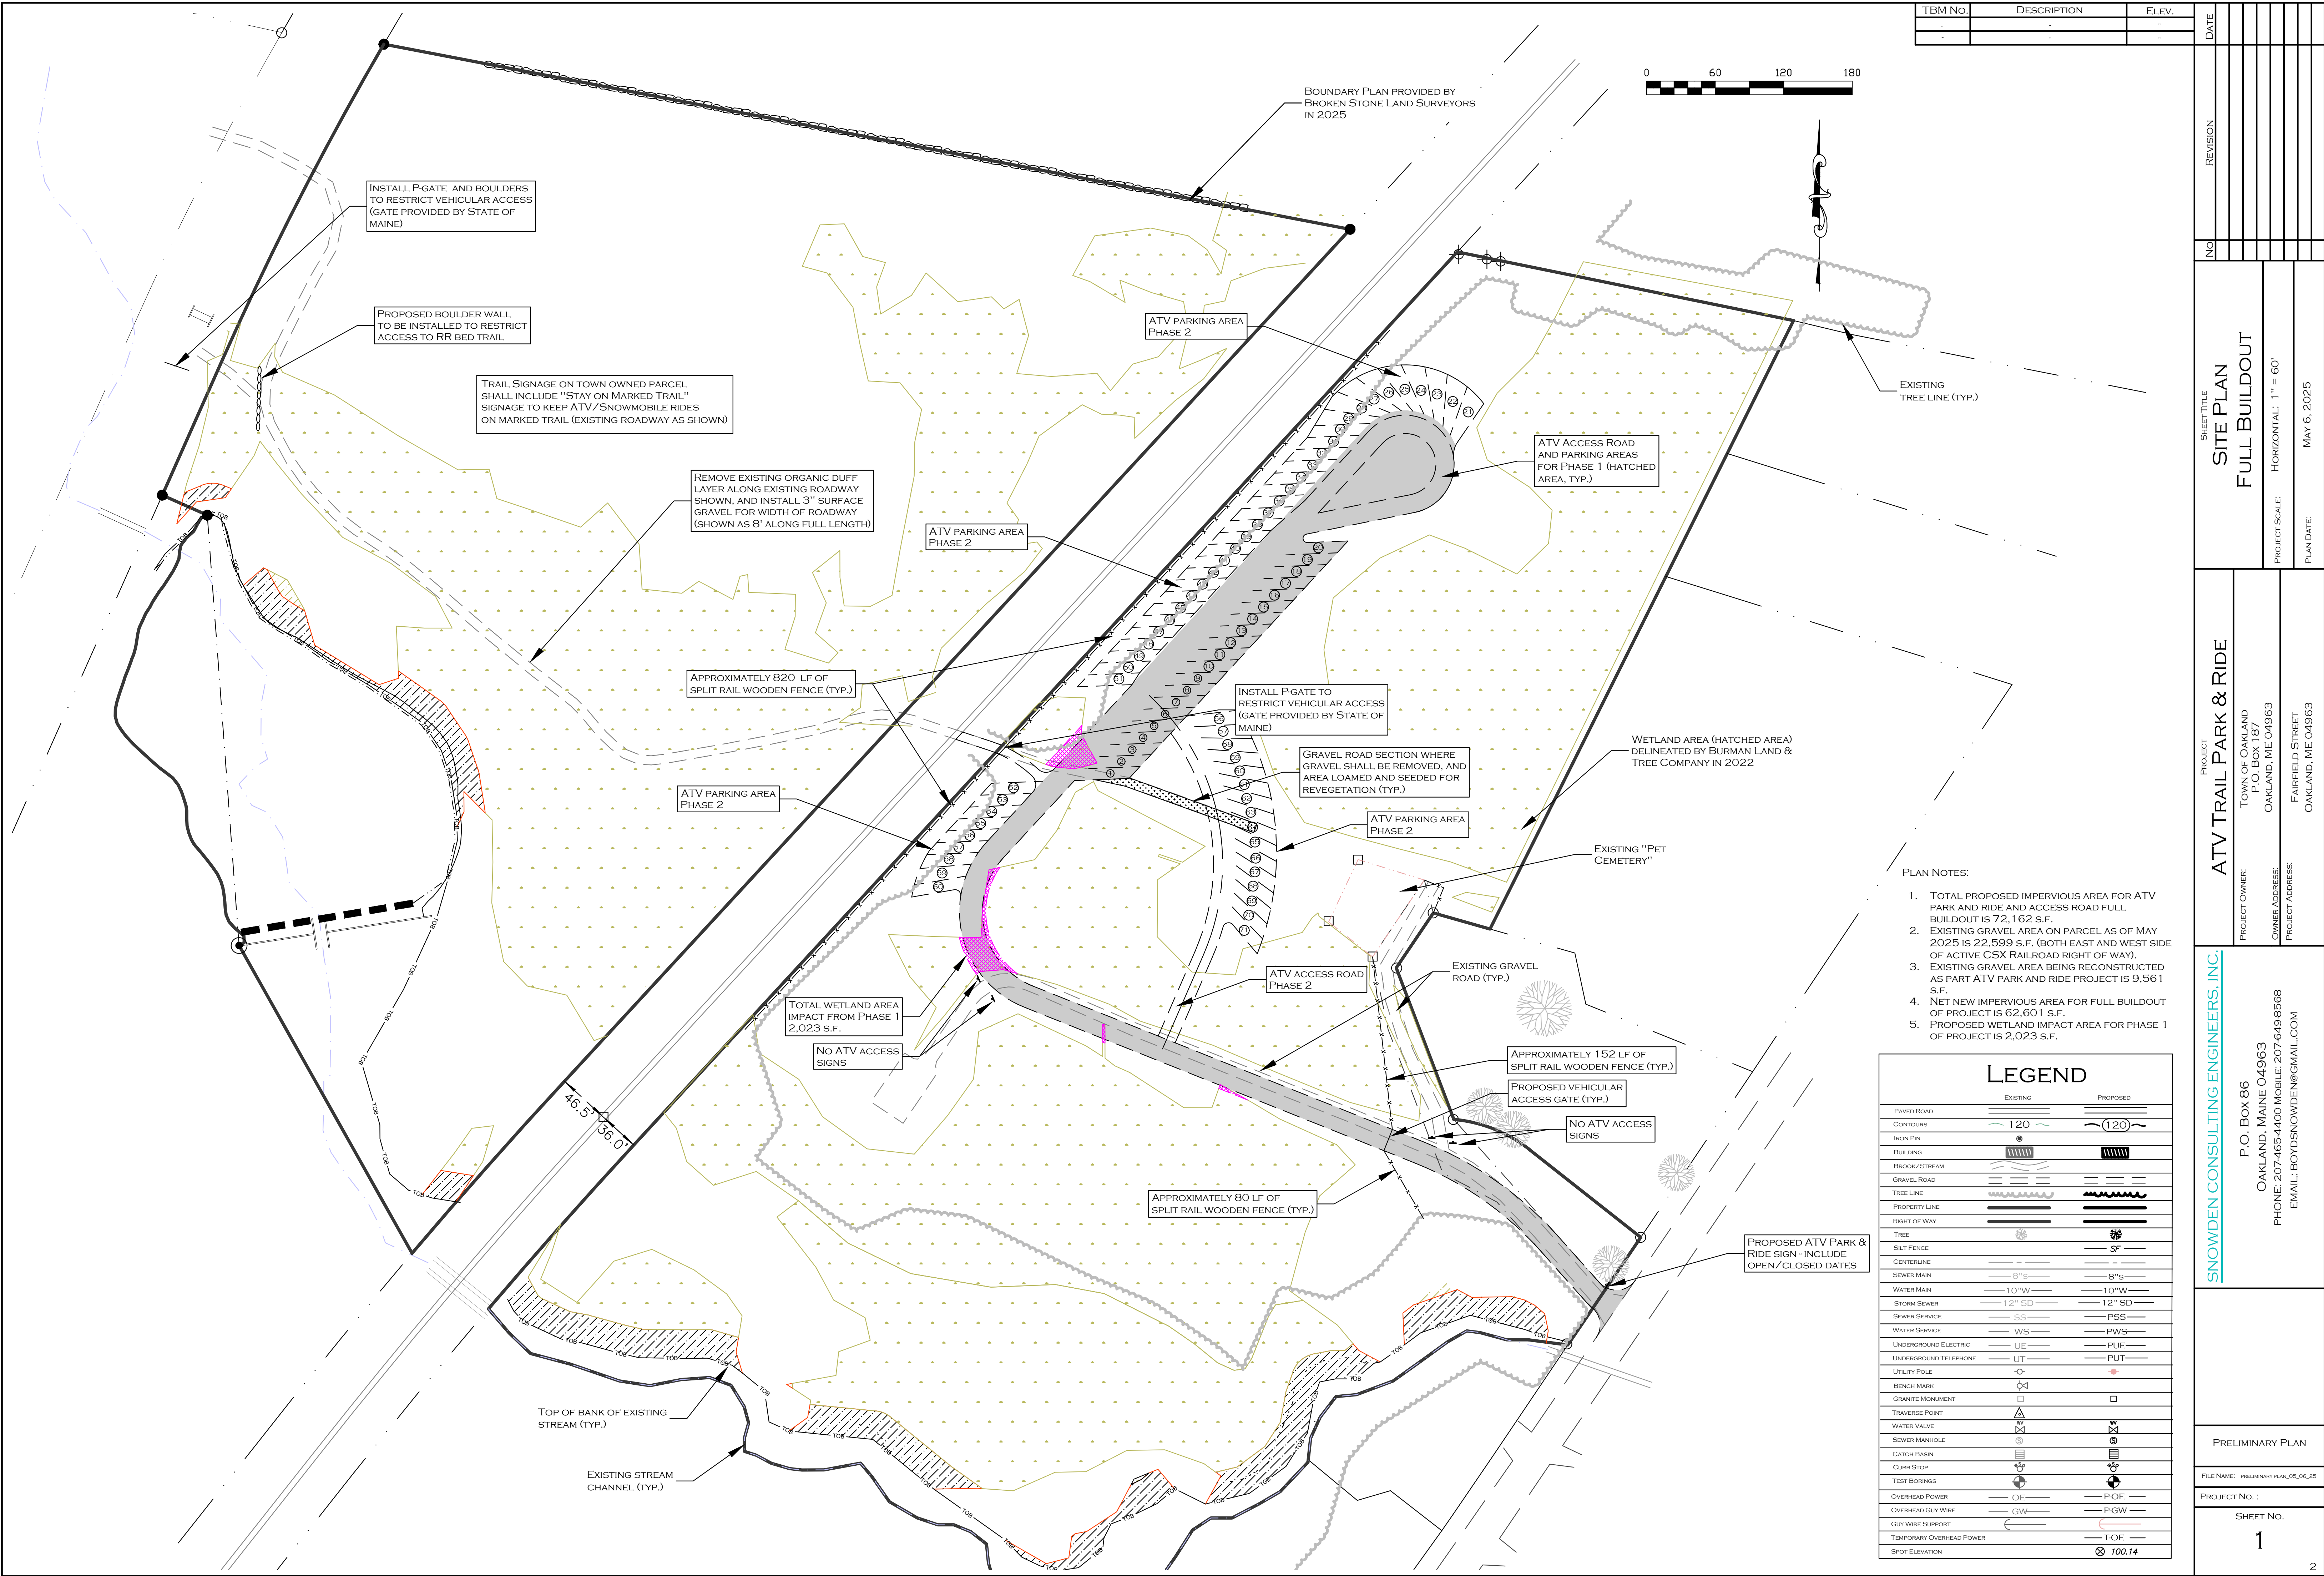 TBM No. DESCRIPTION ELEV.
- - -
- - -
0 60 120 180
BOUNDARY PLAN PROVIDED BY
BROKEN STONE LAND SURVEYORS
IN 2025
INSTALL P-GATE AND BOULDERS
TO RESTRICT VEHICULAR ACCESS
(GATE PROVIDED BY STATE OF
MAINE)
PROPOSED BOULDER WALL
TO BE INSTALLED TO RESTRICT
ACCESS TO RR BED TRAIL
TRAIL SIGNAGE ON TOWN OWNED PARCEL
SHALL INCLUDE "STAY ON MARKED TRAIL"
SIGNAGE TO KEEP ATV/SNOWMOBILE RIDES
ON MARKED TRAIL (EXISTING ROADWAY AS SHOWN)
REMOVE EXISTING ORGANIC DUFF
LAYER ALONG EXISTING ROADWAY
SHOWN, AND INSTALL 3" SURFACE
GRAVEL FOR WIDTH OF ROADWAY
(SHOWN AS 8' ALONG FULL LENGTH)
ATV PARKING AREA
PHASE 2
EXISTING
TREE LINE (TYP.)
ATV ACCESS ROAD
AND PARKING AREAS
FOR PHASE 1 (HATCHED
AREA, TYP.)
ATV PARKING AREA
PHASE 2
APPROXIMATELY 820 LF OF
SPLIT RAIL WOODEN FENCE (TYP.)
INSTALL P-GATE TO
RESTRICT VEHICULAR ACCESS
(GATE PROVIDED BY STATE OF
MAINE)
GRAVEL ROAD SECTION WHERE
GRAVEL SHALL BE REMOVED, AND
AREA LOAMED AND SEEDED FOR
REVEGETATION (TYP.)
WETLAND AREA (HATCHED AREA)
DELINEATED BY BURMAN LAND &
TREE COMPANY IN 2022
ATV PARKING AREA
PHASE 2
ATV PARKING AREA
PHASE 2
EXISTING "PET
CEMETERY"
EXISTING GRAVEL
ROAD (TYP.)
ATV ACCESS ROAD
PHASE 2
TOTAL WETLAND AREA
IMPACT FROM PHASE 1
2,023 S.F.
NO ATV ACCESS
SIGNS
APPROXIMATELY 152 LF OF
SPLIT RAIL WOODEN FENCE (TYP.)
PROPOSED VEHICULAR
ACCESS GATE (TYP.)
NO ATV ACCESS
SIGNS
46.5'
36.0'
APPROXIMATELY 80 LF OF
SPLIT RAIL WOODEN FENCE (TYP.)
PROPOSED ATV PARK &
RIDE SIGN - INCLUDE
OPEN/CLOSED DATES
TOP OF BANK OF EXISTING
STREAM (TYP.)
EXISTING STREAM
CHANNEL (TYP.)
TOB
PLAN NOTES:
1. TOTAL PROPOSED IMPERVIOUS AREA FOR ATV
PARK AND RIDE AND ACCESS ROAD FULL
BUILDOUT IS 72,162 S.F.
2. EXISTING GRAVEL AREA ON PARCEL AS OF MAY
2025 IS 22,599 S.F. (BOTH EAST AND WEST SIDE
OF ACTIVE CSX RAILROAD RIGHT OF WAY).
3. EXISTING GRAVEL AREA BEING RECONSTRUCTED
AS PART ATV PARK AND RIDE PROJECT IS 9,561
S.F.
4. NET NEW IMPERVIOUS AREA FOR FULL BUILDOUT
OF PROJECT IS 62,601 S.F.
5. PROPOSED WETLAND IMPACT AREA FOR PHASE 1
OF PROJECT IS 2,023 S.F.
LEGEND
EXISTING PROPOSED
PAVED ROAD
CONTOURS 120 120
IRON PIN
BUILDING
BROOK/STREAM
GRAVEL ROAD
TREE LINE
PROPERTY LINE
RIGHT OF WAY
TREE
SILT FENCE SF
CENTERLINE
SEWER MAIN 8"S 8"S
WATER MAIN 10"W 10"W
STORM SEWER 12" SD 12" SD
SEWER SERVICE SS PSS
WATER SERVICE WS PWS
UNDERGROUND ELECTRIC UE PUE
UNDERGROUND TELEPHONE UT PUT
UTILITY POLE
BENCH MARK
GRANITE MONUMENT
TRAVERSE POINT
WATER VALVE WV WV
SEWER MANHOLE S S
CATCH BASIN
CURB STOP
TEST BORINGS
OVERHEAD POWER OE P-OE
OVERHEAD GUY WIRE GW P-GW
GUY WIRE SUPPORT
TEMPORARY OVERHEAD POWER T-OE
SPOT ELEVATION 100.14
NO REVISION DATE
SHEET TITLE
SITE PLAN
FULL BUILDOUT
PROJECT SCALE: HORIZONTAL: 1" = 60'
PLAN DATE: MAY 6, 2025
PROJECT
ATV TRAIL PARK & RIDE
PROJECT OWNER: TOWN OF OAKLAND
P.O. BOX 187
OWNER ADDRESS: OAKLAND, ME 04963
PROJECT ADDRESS: FAIRFIELD STREET
OAKLAND, ME 04963
SNOWDEN CONSULTING ENGINEERS, INC.
P.O. BOX 86
OAKLAND, MAINE 04963
PHONE: 207-465-4400 MOBILE: 207-649-8568
EMAIL: BOYDSNOWDEN@GMAIL.COM
PRELIMINARY PLAN
FILE NAME: PRELIMINARY PLAN_05_06_25
PROJECT NO. :
SHEET NO.
1
2